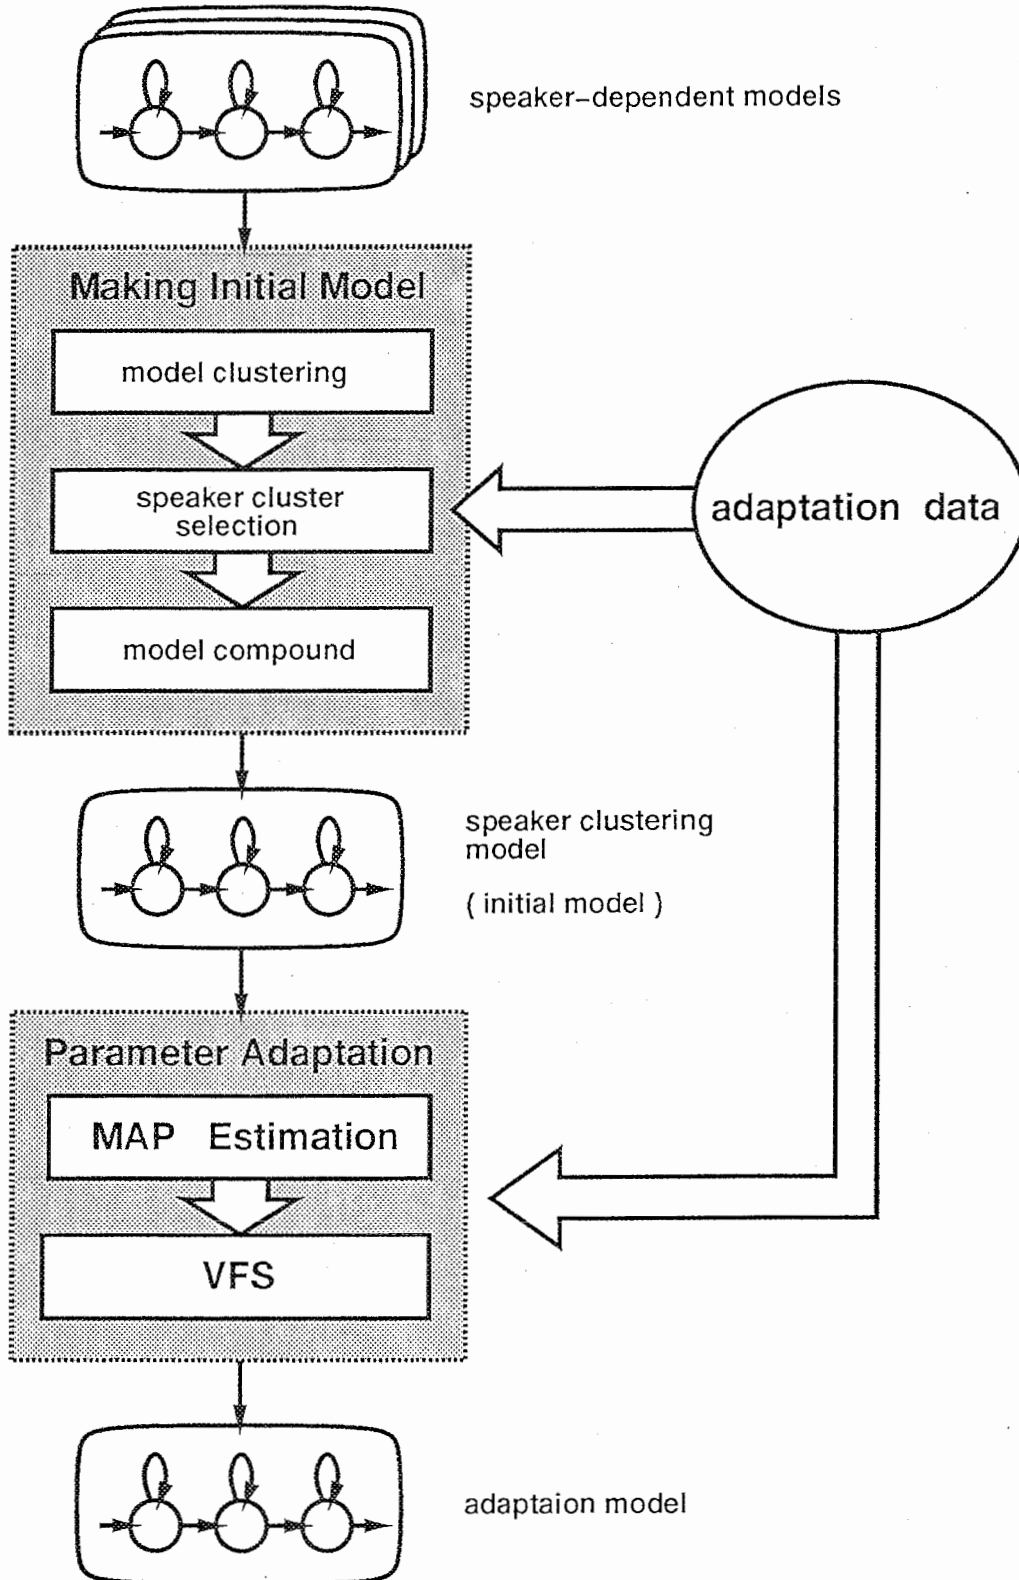 speaker-dependent models
Making Initial Model
model clustering
speaker cluster
selection
adaptation data
model compound
speaker clustering
model
( initial model )
Parameter Adaptation
MAP Estimation
VFS
adaptaion model